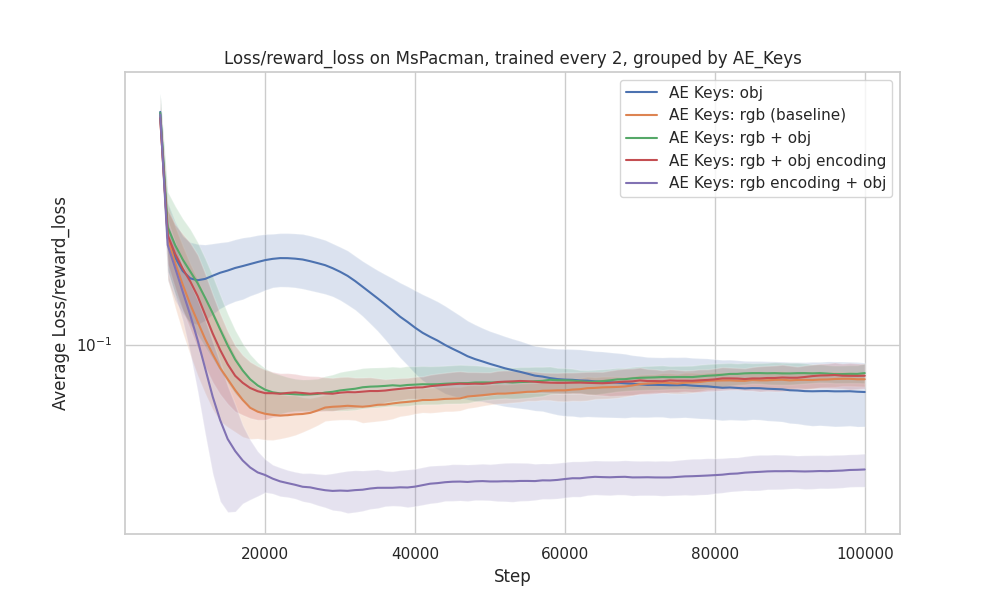 Loss/reward_loss on MsPacman, trained every 2, grouped by AE_Keys
AE Keys: obj
AE Keys: rgb (baseline)
AE Keys: rgb + obj
AE Keys: rgb + obj encoding
AE Keys: rgb encoding + obj
Average Loss/reward_loss
10⁻¹
20000 40000 60000 80000 100000
Step